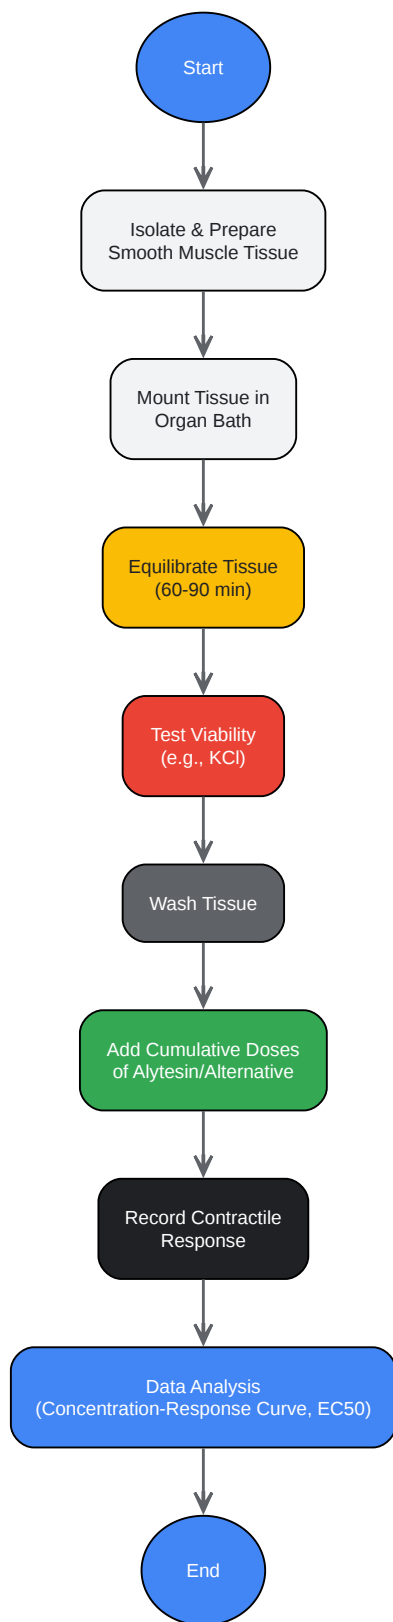 Start
Isolate & Prepare
Smooth Muscle Tissue
Mount Tissue in
Organ Bath
Equilibrate Tissue
(60-90 min)
Test Viability
(e.g., KCl)
Wash Tissue
Add Cumulative Doses
of Alytesin/Alternative
Record Contractile
Response
Data Analysis
(Concentration-Response Curve, EC50)
End